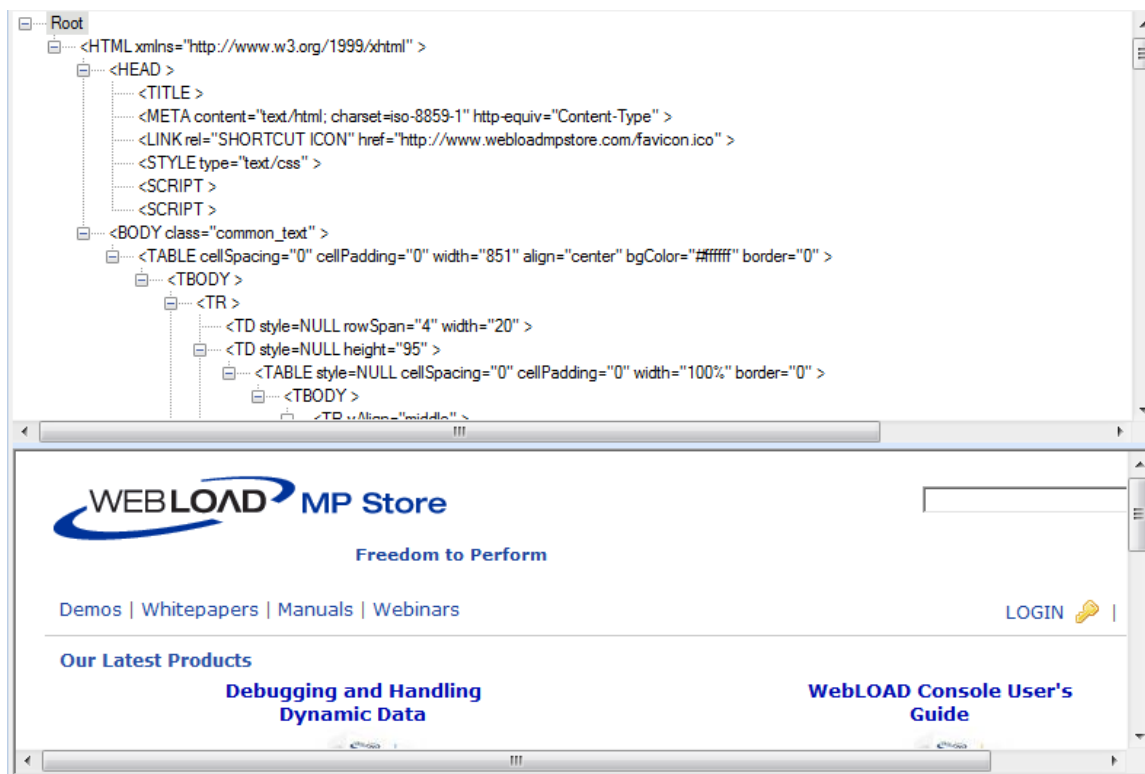 Root
<HTML xmlns="http://www.w3.org/1999/xhtml" >
<HEAD >
<TITLE >
<META content="text/html; charset=iso-8859-1" http-equiv="Content-Type" >
<LINK rel="SHORTCUT ICON" href="http://www.webloadmpstore.com/favicon.ico" >
<STYLE type="text/css" >
<SCRIPT >
<SCRIPT >
<BODY class="common_text" >
<TABLE cellSpacing="0" cellPadding="0" width="851" align="center" bgColor="#ffffff" border="0" >
<TBODY >
<TR >
<TD style=NULL rowSpan="4" width="20" >
<TD style=NULL height="95" >
<TABLE style=NULL cellSpacing="0" cellPadding="0" width="100%" border="0" >
<TBODY >
<TR vAlign="middle" >
WEBLOAD MP Store
Freedom to Perform
Demos | Whitepapers | Manuals | Webinars
LOGIN |
Our Latest Products
Debugging and Handling
Dynamic Data
WebLOAD Console User's
Guide